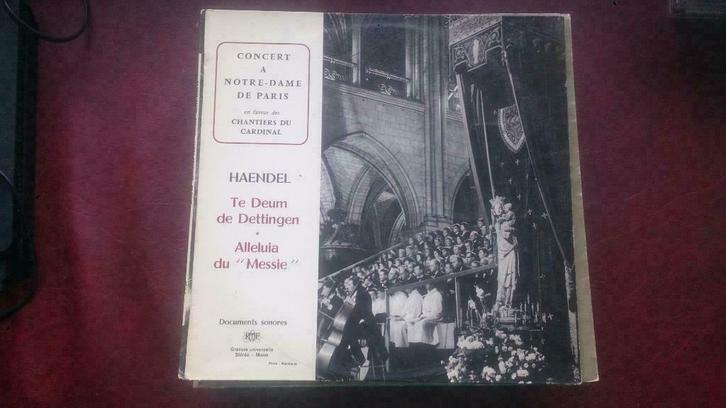 CONCERT
A
NOTRE-DAME
DE PARIS
en faveur des
CHANTIERS DU
CARDINAL
HAENDEL
Te Deum
de Dettingen
*
Alleluia
du "Messie"
Documents sonores
Gravure universelle
Stéréo - Mono